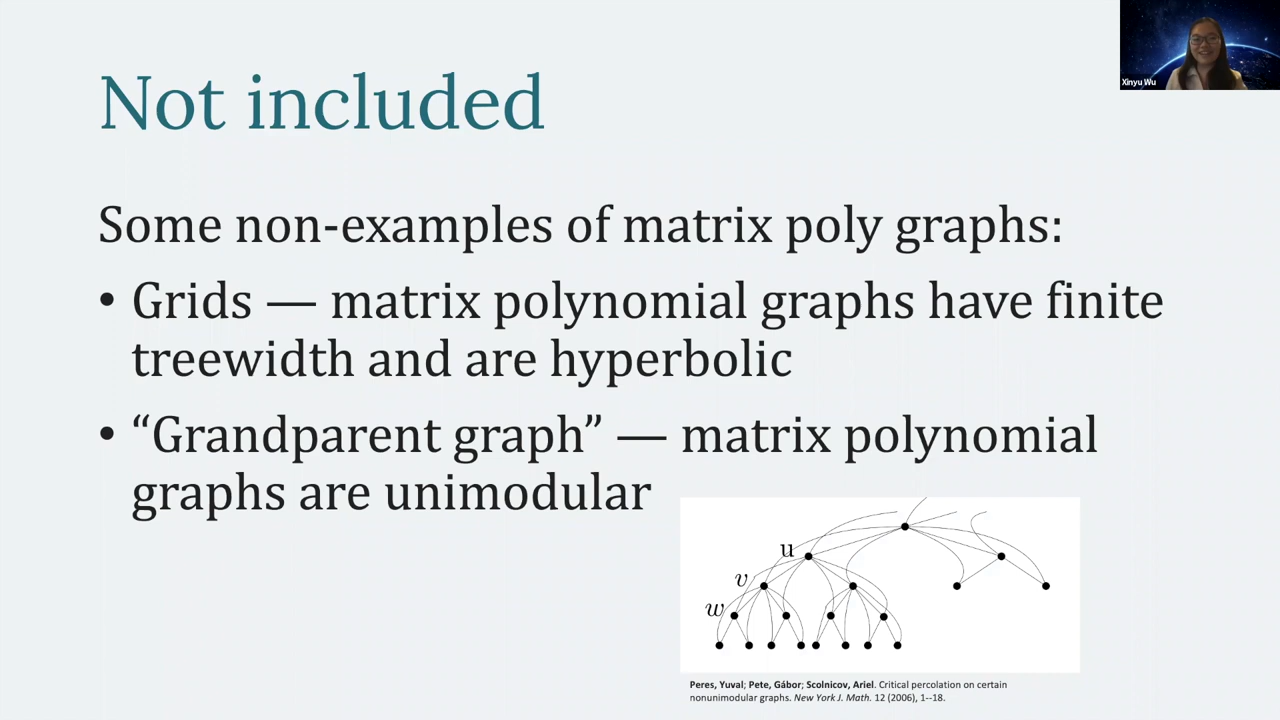 Not included
Xinyu Wu
Some non-examples of matrix poly graphs:
• Grids — matrix polynomial graphs have finite
treewidth and are hyperbolic
• “Grandparent graph” — matrix polynomial
graphs are unimodular
u
v
w
Peres, Yuval; Pete, Gábor; Scolnicov, Ariel. Critical percolation on certain
nonunimodular graphs. New York J. Math. 12 (2006), 1--18.